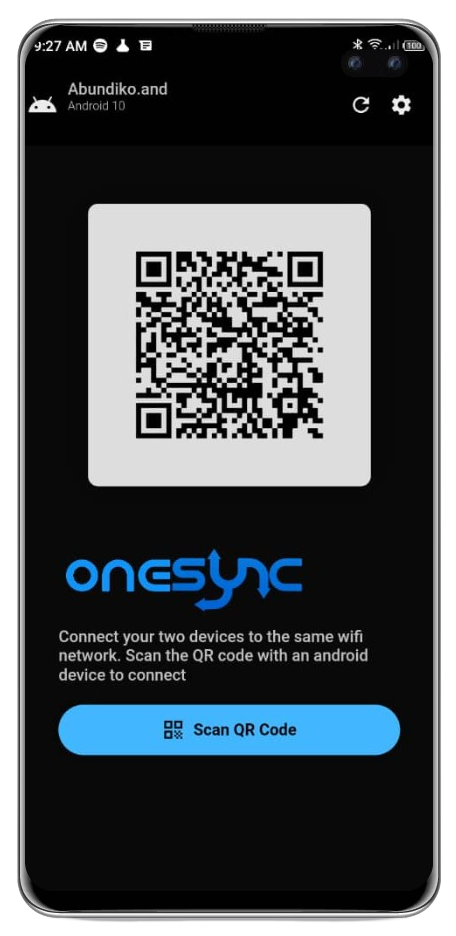 9:27 AM
100
Abundiko.and
Android 10
onesync
Connect your two devices to the same wifi
network. Scan the QR code with an android
device to connect
Scan QR Code